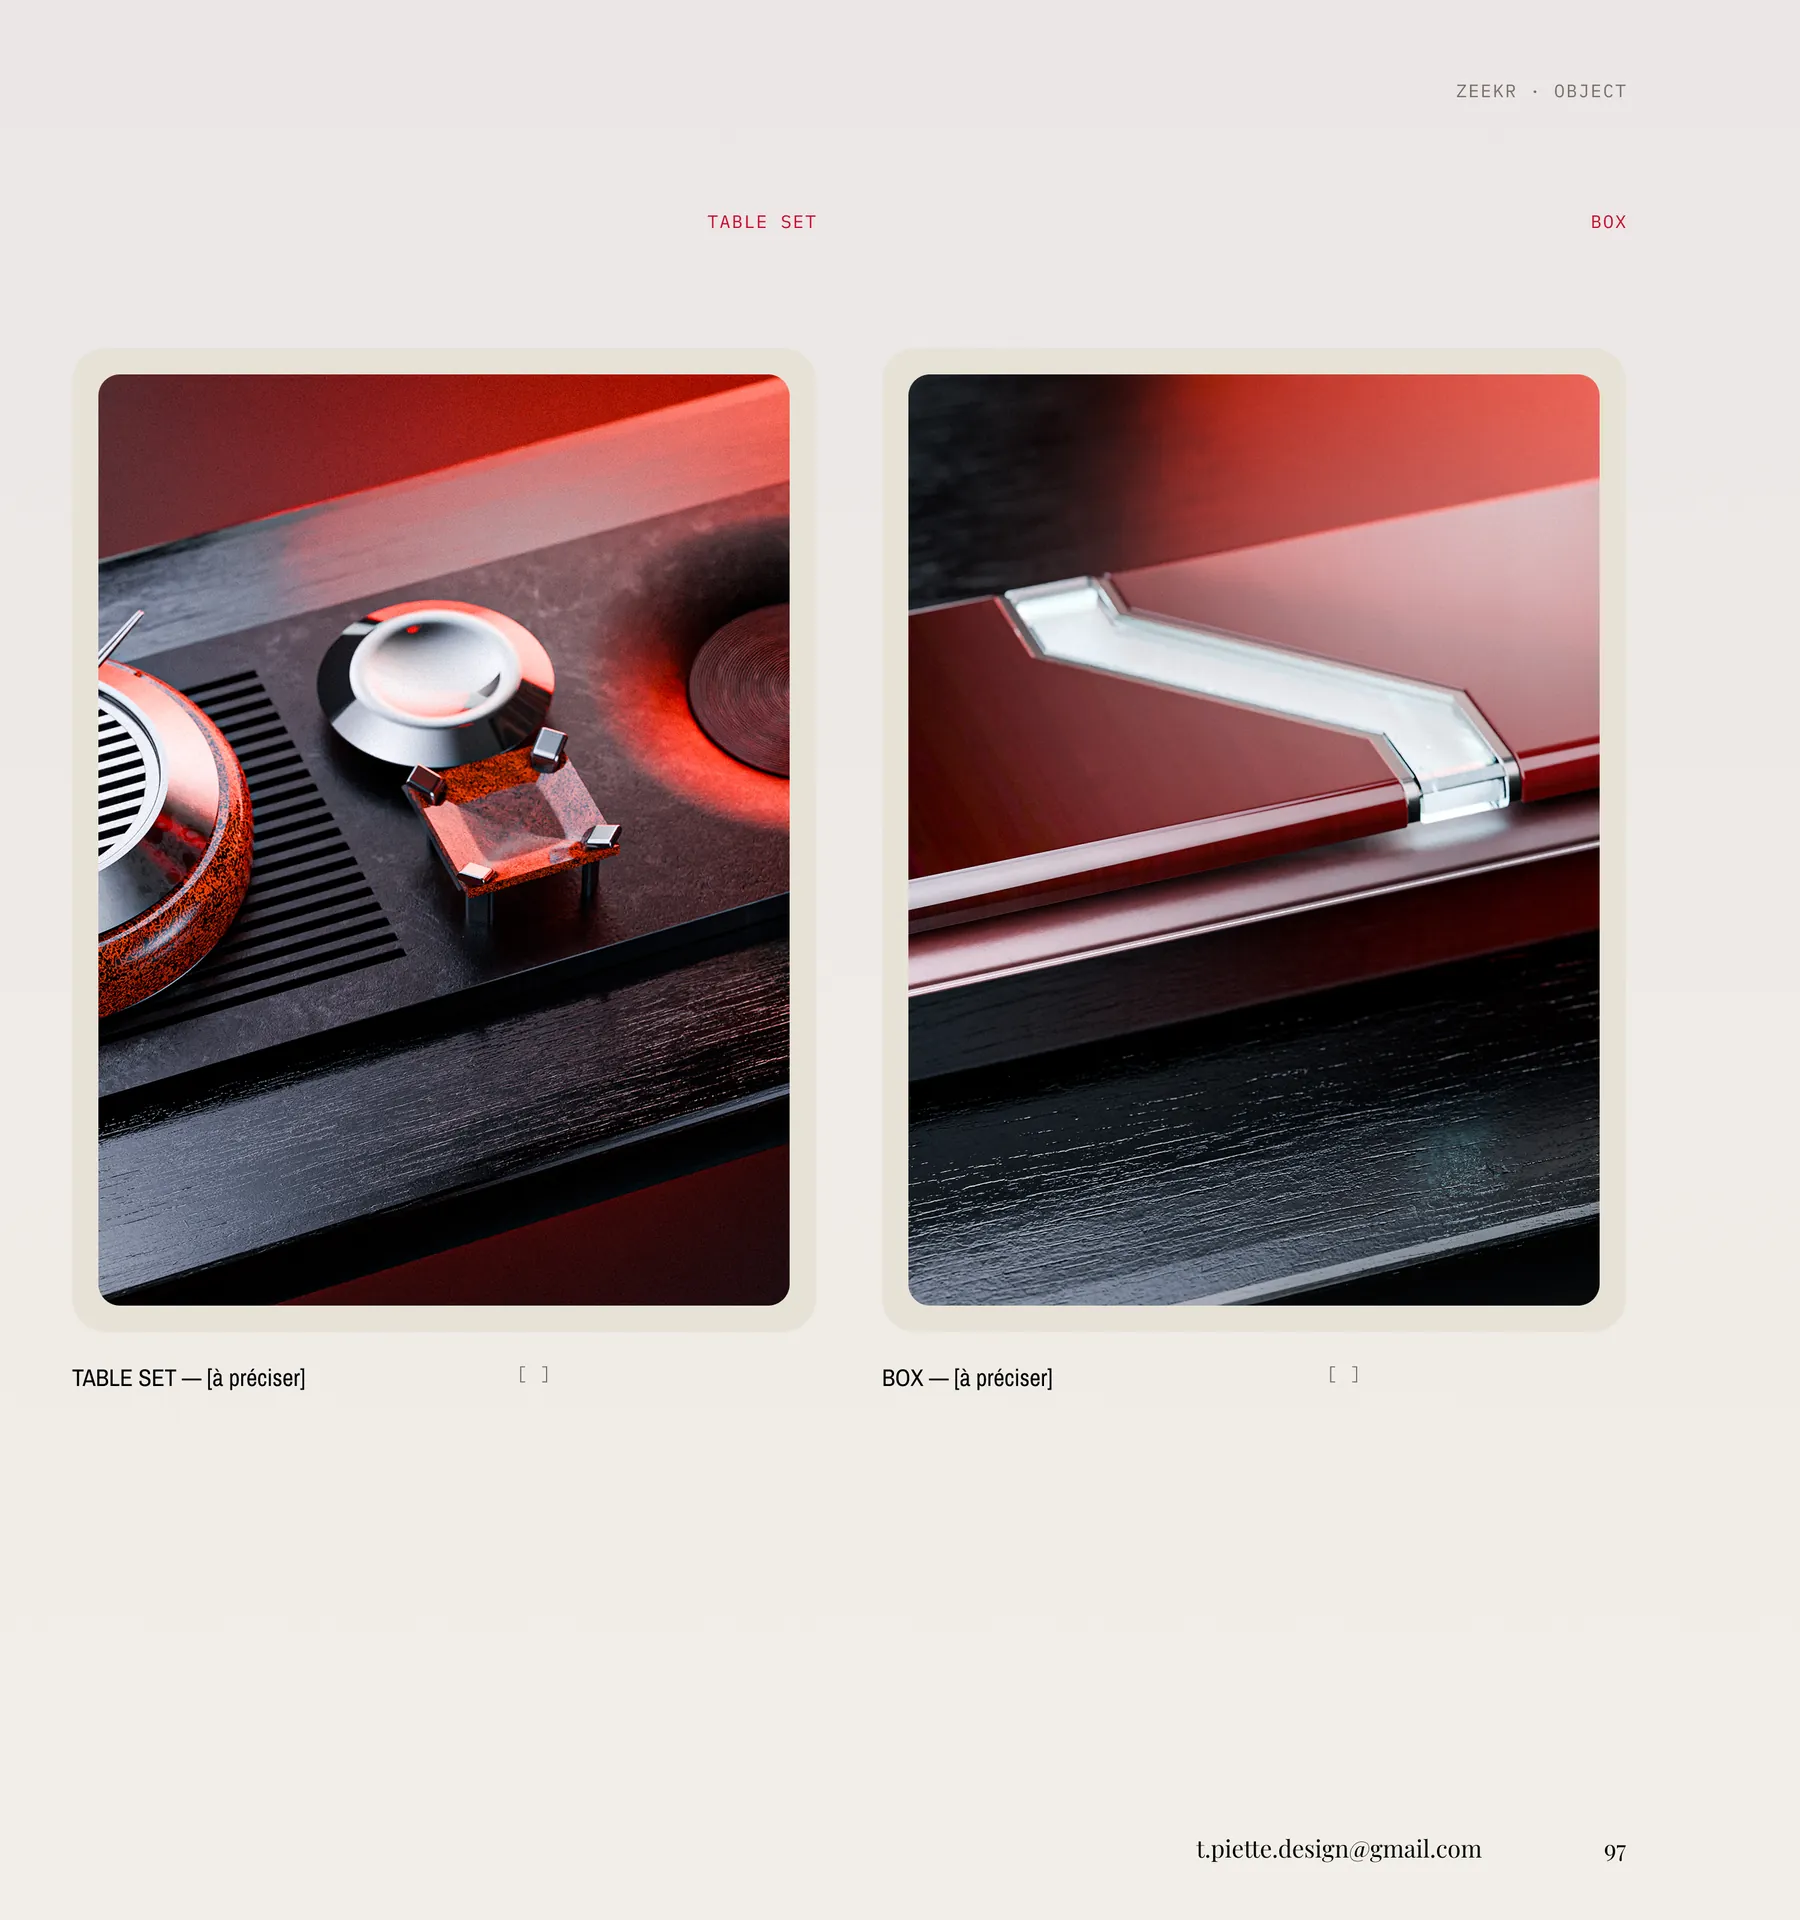 ZEEKR · OBJECT
TABLE SET
BOX
TABLE SET — [à préciser]
[ ]
BOX — [à préciser]
[ ]
t.piette.design@gmail.com
97